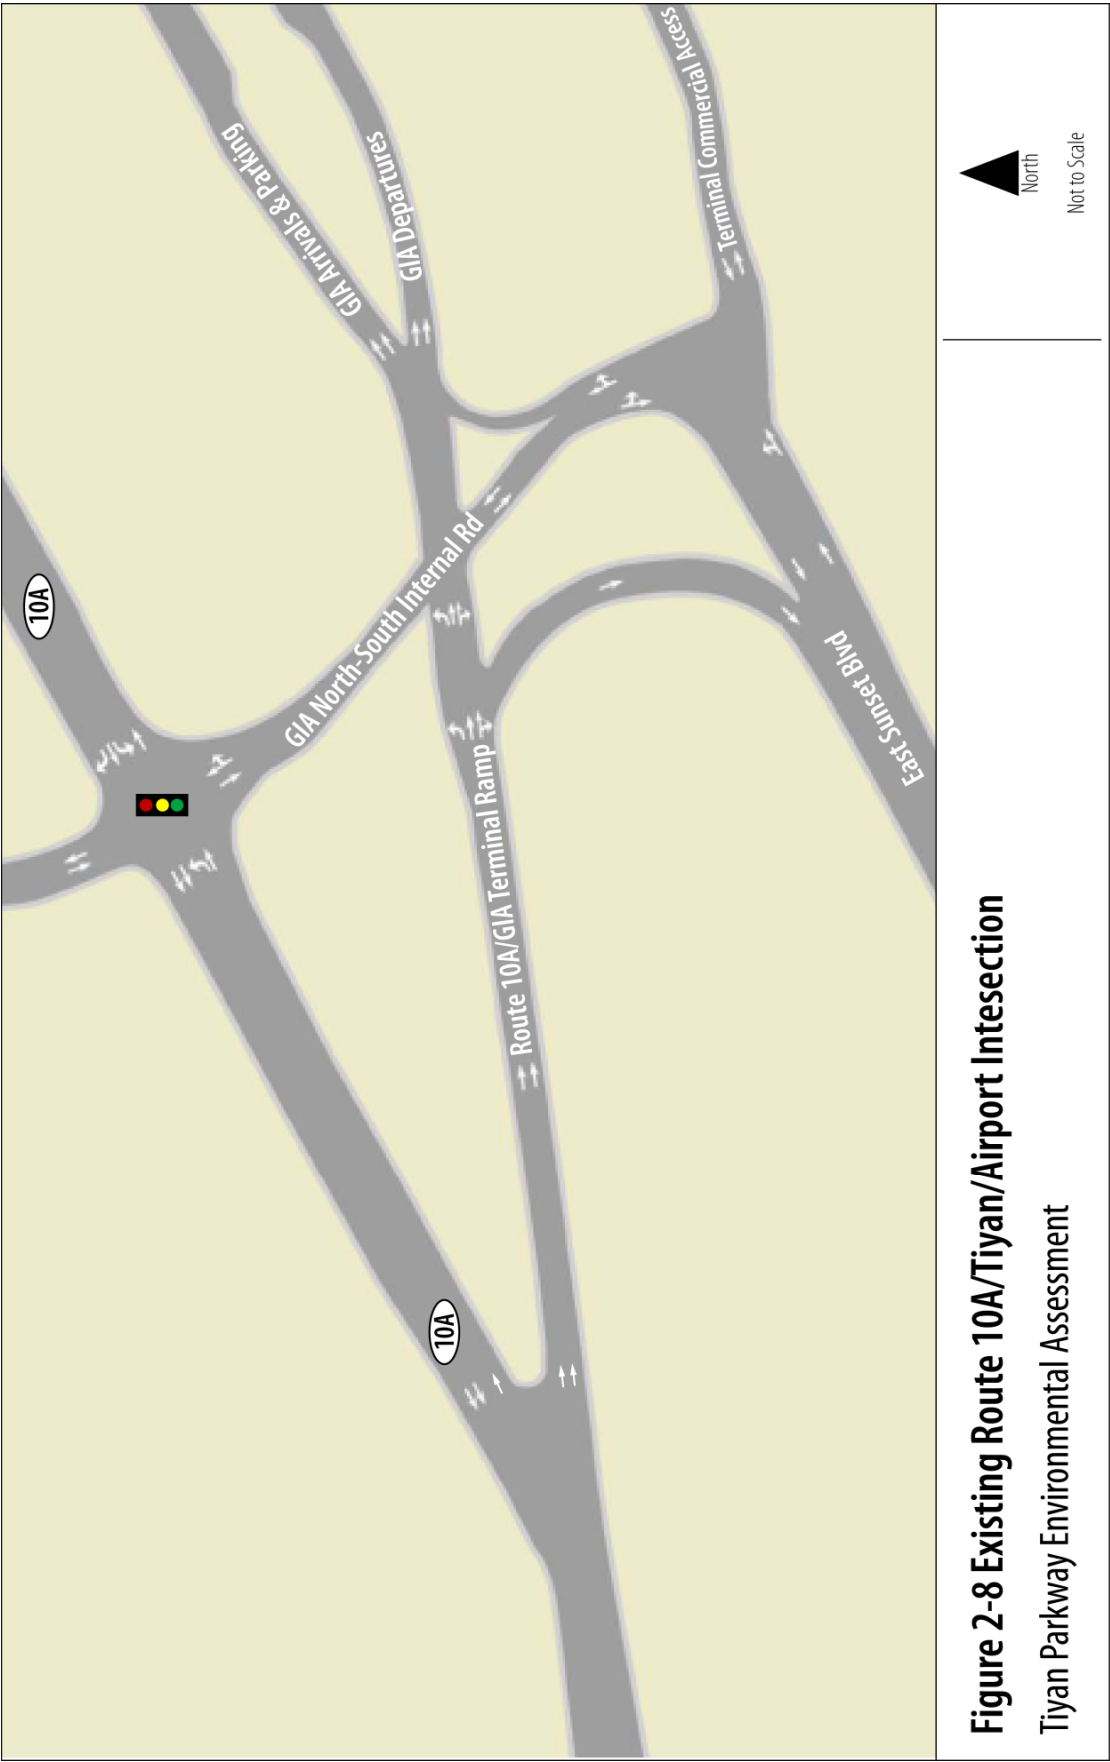 10A
GIA Arrivals & Parking
GIA Departures
Terminal Commercial Access
GIA North-South Internal Rd
Route 10A/GIA Terminal Ramp
East Sunset Blvd
10A
Figure 2-8 Existing Route 10A/Tiyan/Airport Intesection
Tiyan Parkway Environmental Assessment
North
Not to Scale